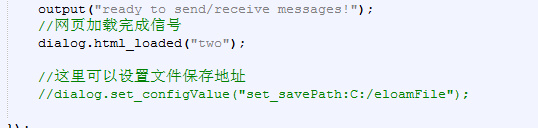 output("ready to send/receive messages!");
//网页加载完成信号
dialog.html_loaded("two");
//这里可以设置文件保存地址
//dialog.set_configValue("set_savePath:C:/eloamFile");